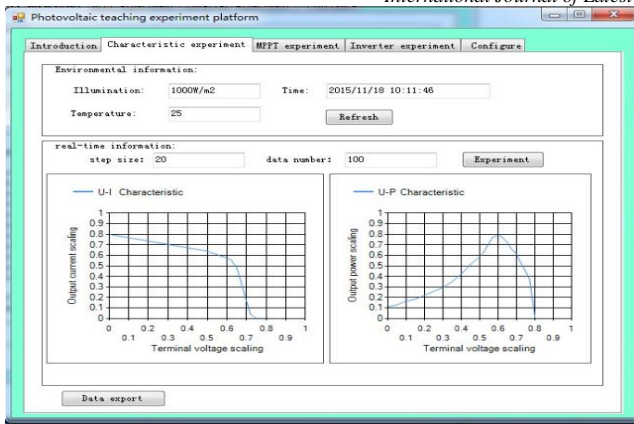 International Journal of Latest
Photovoltaic teaching experiment platform
Introduction Characteristic experiment MPPT experiment Inverter experiment Configure
Environmental information:
Illumination: 1000W/m2 Time: 2015/11/18 10:11:46
Temperature: 25 Refresh
real-time information:
step size: 20 data number: 100 Experiment
U-I Characteristic
1
0.9
0.8
0.7
0.6
0.5
0.4
0.3
0.2
0.1
0
Output current scaling
0 0.2 0.4 0.6 0.8 1
0.1 0.3 0.5 0.7 0.9
Terminal voltage scaling
U-P Characteristic
1
0.9
0.8
0.7
0.6
0.5
0.4
0.3
0.2
0.1
0
Output power scaling
0 0.2 0.4 0.6 0.8 1
0.1 0.3 0.5 0.7 0.9
Terminal voltage scaling
Data export